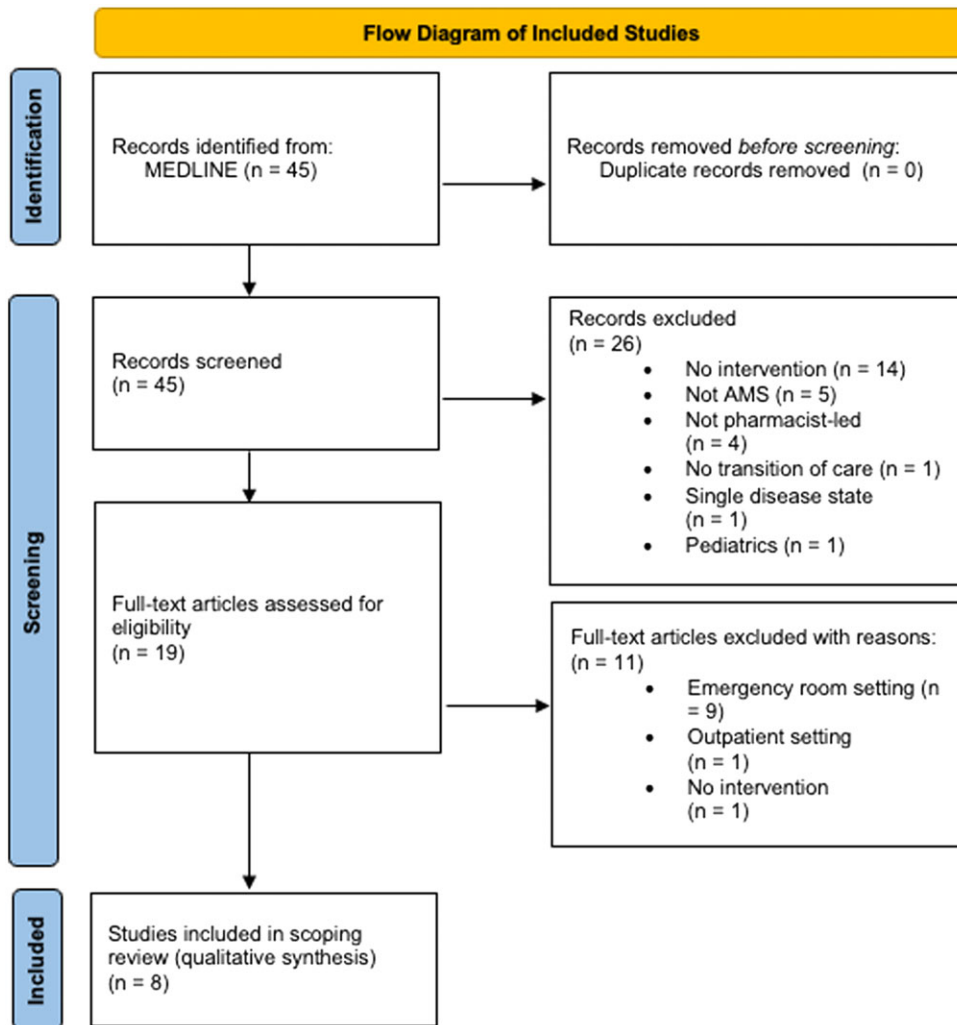 Flow Diagram of Included Studies
Identification
Records identified from:
MEDLINE (n = 45)
Records removed before screening:
Duplicate records removed (n = 0)
Screening
Records screened
(n = 45)
Records excluded
(n = 26)
• No intervention (n = 14)
• Not AMS (n = 5)
• Not pharmacist-led
(n = 4)
• No transition of care (n = 1)
• Single disease state
(n = 1)
• Pediatrics (n = 1)
Full-text articles assessed for
eligibility
(n = 19)
Full-text articles excluded with reasons:
(n = 11)
• Emergency room setting (n
= 9)
• Outpatient setting
(n = 1)
• No intervention
(n = 1)
Included
Studies included in scoping
review (qualitative synthesis)
(n = 8)